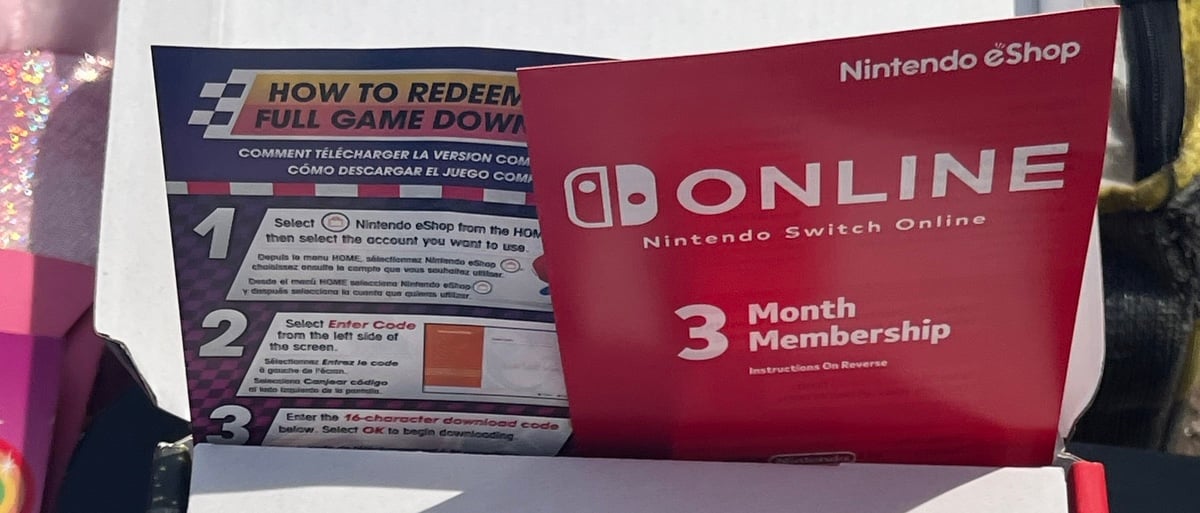 HOW TO REDEEM
FULL GAME DOWN
COMMENT TÉLÉCHARGER LA VERSION COM
CÓMO DESCARGAR EL JUEGO COM
1
Select Nintendo eShop from the HOM
then select the account you want to use.
Depuis le menu HOME, sélectionnez Nintendo eShop
choisissez ensuite le compte que vous souhaitez utiliser.
Desde el menú HOME selecciona Nintendo eShop
y después selecciona la cuenta que quieras utilizar.
2
Select Enter Code
from the left side of
the screen.
Sélectionnez Entrez le code
à gauche de l'écran.
Selecciona Canjear código
al lado izquierdo de la pantalla.
3
Enter the 16-character download code
below. Select OK to begin downloading.
Nintendo eShop
ONLINE
Nintendo Switch Online
3 Month
Membership
Instructions On Reverse
Nintendo